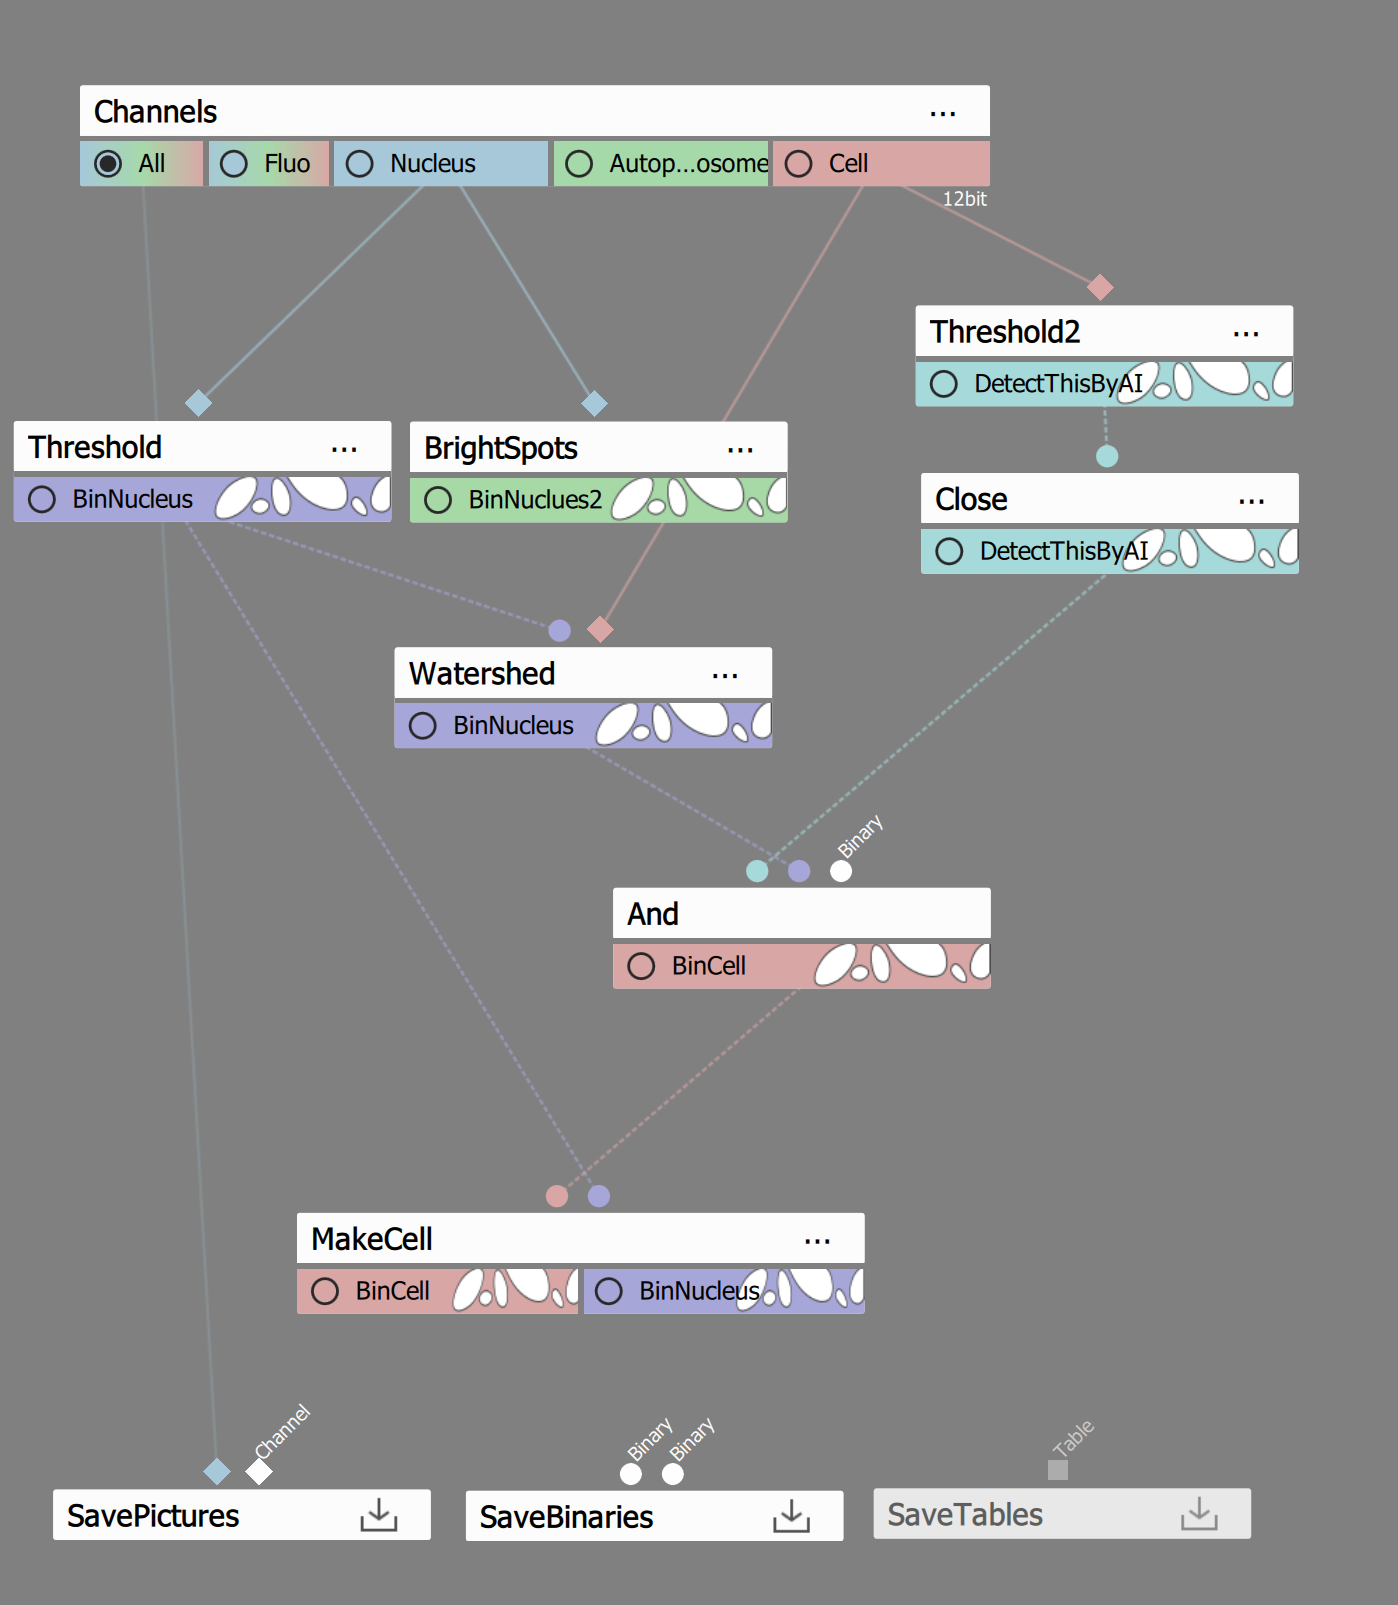 Channels ...
All Fluo Nucleus Autop...osome Cell
12bit
Threshold2 ...
DetectThisByAI
Threshold ...
BinNucleus
BrightSpots ...
BinNuclues2
Close ...
DetectThisByAI
Watershed ...
BinNucleus
Binary
And
BinCell
MakeCell ...
BinCell BinNucleus
Channel
Binary Binary
Table
SavePictures
SaveBinaries
SaveTables